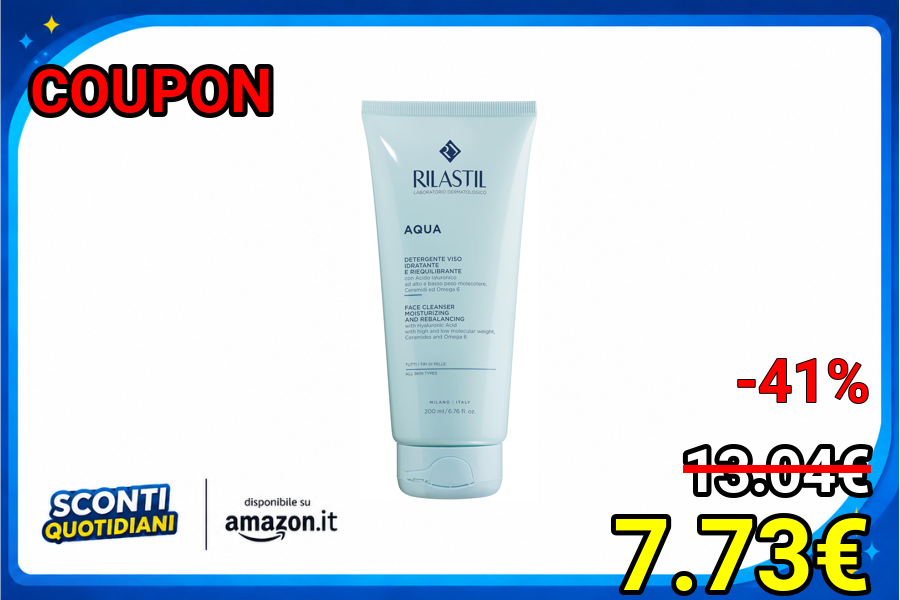 COUPON
RILASTIL
LABORATORIO DERMATOLOGICO
AQUA
DETERGENTE VISO
IDRATANTE
E RIEQUILIBRANTE
con Acido Ialuronico
ad alto e basso peso molecolare,
Ceramidi ed Omega 6
FACE CLEANSER
MOISTURIZING
AND REBALANCING
with Hyaluronic Acid
with high and low molecular weight,
Ceramides and Omega 6
TUTTI I TIPI DI PELLE
ALL SKIN TYPES
MILANO | ITALY
200 ml/6.76 fl. oz.
-41%
13.04€
7.73€
SCONTI
QUOTIDIANI
disponibile su
amazon.it